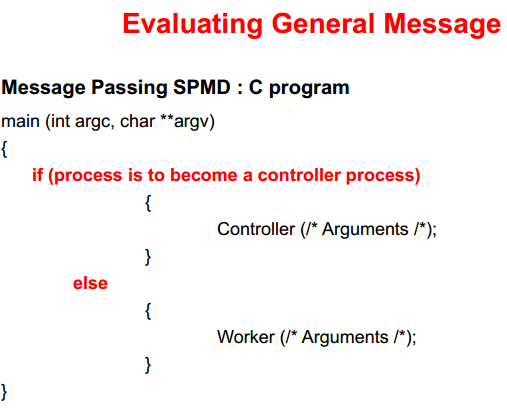 Evaluating General Message
Message Passing SPMD : C program
main (int argc, char **argv)
{
if (process is to become a controller process)
{
Controller (/* Arguments /*);
}
else
{
Worker (/* Arguments /*);
}
}